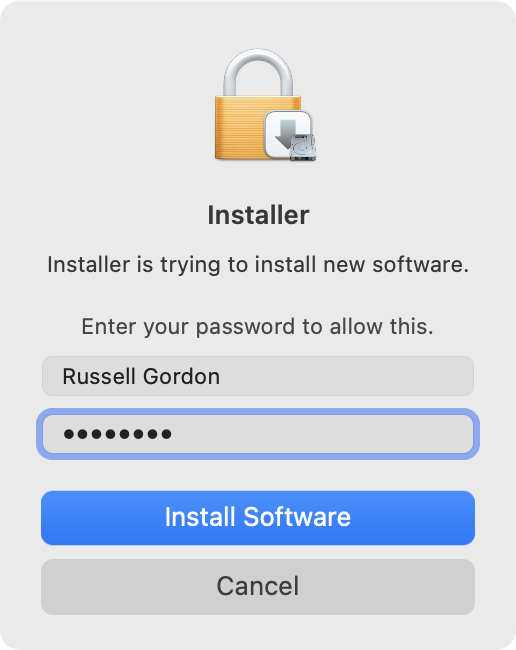 Installer
Installer is trying to install new software.
Enter your password to allow this.
Russell Gordon
••••••••
Install Software
Cancel